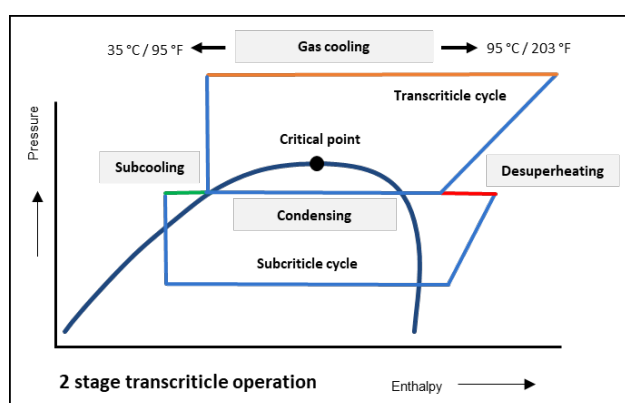 Gas cooling
35 °C / 95 °F
95 °C / 203 °F
Transcriticle cycle
Pressure
Critical point
Subcooling
Desuperheating
Condensing
Subcriticle cycle
2 stage transcriticle operation
Enthalpy